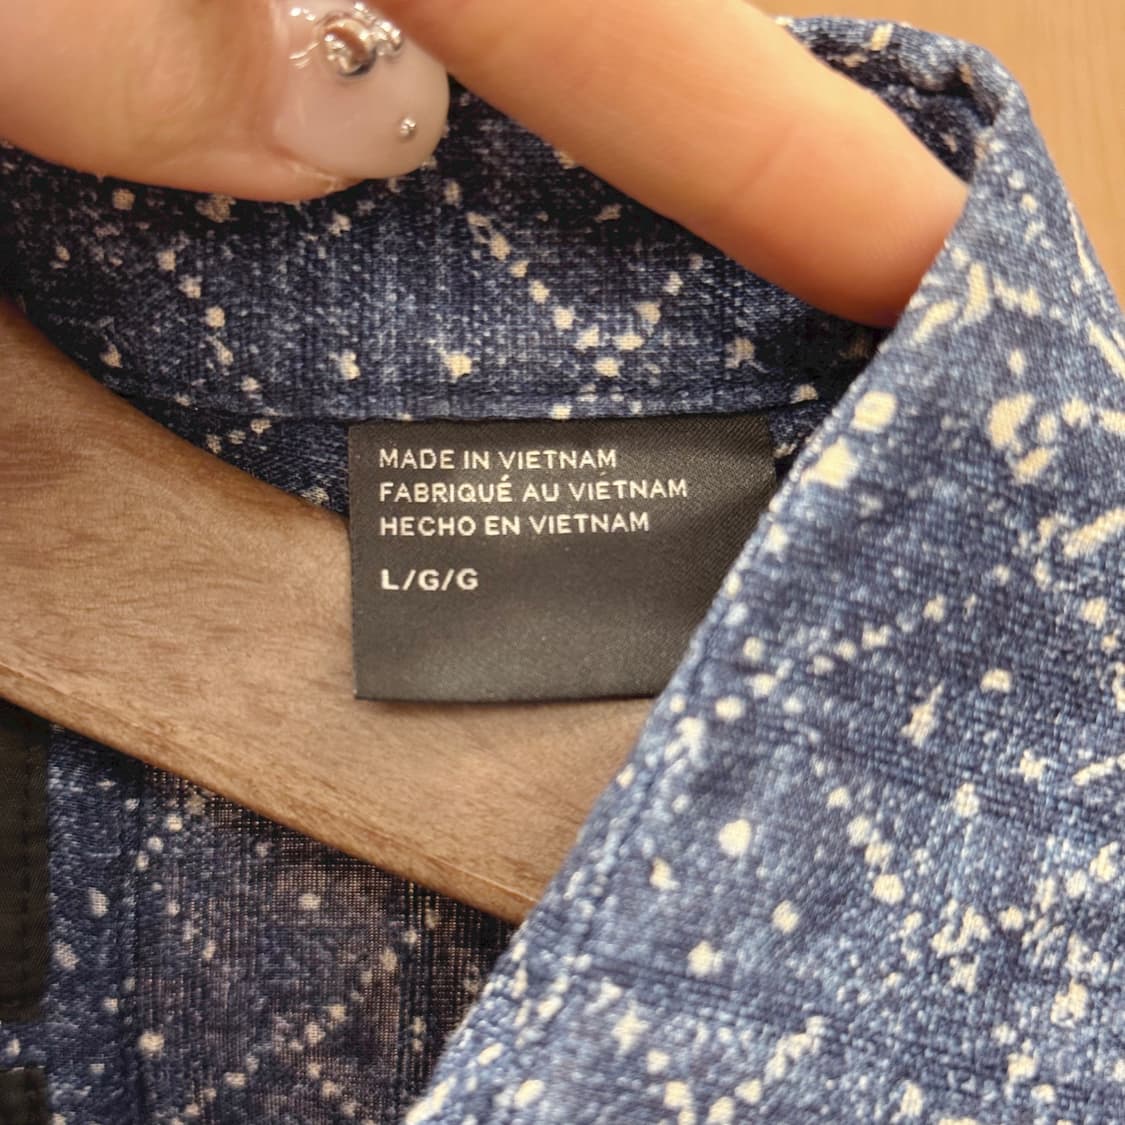 MADE IN VIETNAM
FABRIQUÉ AU VIETNAM
HECHO EN VIETNAM
L/G/G